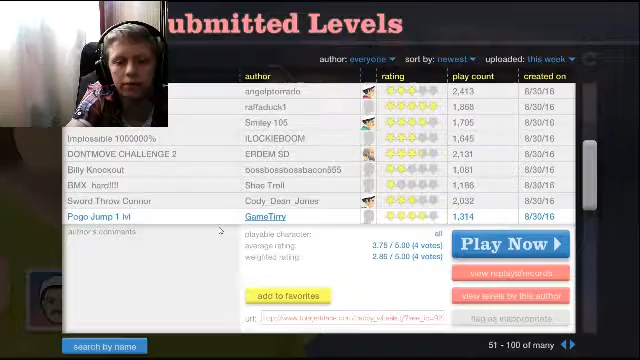 ubmitted Levels
author: everyone sort by: newest uploaded: this week
author rating play count created on
angelptorrado 2,413 8/30/16
raffaduck1 1,868 8/30/16
Smiley 105 1,705 8/30/16
Implossible 1000000% iLOCKIEBOOM 1,645 8/30/16
DONTMOVE CHALLENGE 2 ERDEM SD 2,131 8/30/16
Billy Knockout bossbossbossbacon555 1,081 8/30/16
BMX hard!!!! Shae Troll 1,186 8/30/16
Sword Throw Connor Cody_Dean_Jones 2,032 8/30/16
Pogo Jump 1 lvl GameTirry 1,314 8/30/16
author's comments
playable character: all
average rating: 3.75 / 5.00 (4 votes)
weighted rating: 2.86 / 5.00 (4 votes)
Play Now
view replays/records
add to favorites
view levels by this author
url:
flag as inappropriate
search by name
51 - 100 of many